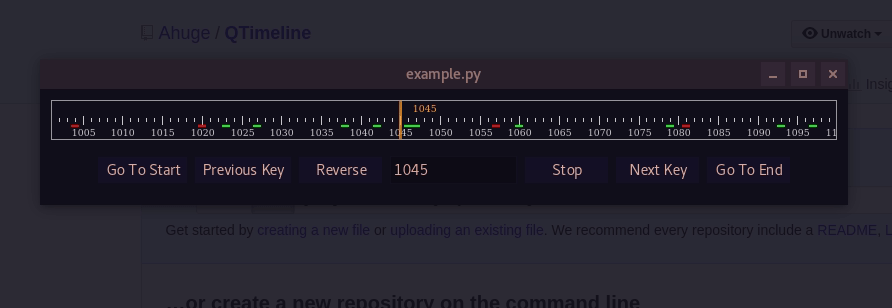 Ahuge / QTimeline
Unwatch
Insig
example.py
1045
1005 1010 1015 1020 1025 1030 1035 1040 1045 1050 1055 1060 1065 1070 1075 1080 1085 1090 1095 11
Go To Start Previous Key Reverse 1045 Stop Next Key Go To End
Get started by creating a new file or uploading an existing file. We recommend every repository include a README, L
…or create a new repository on the command line